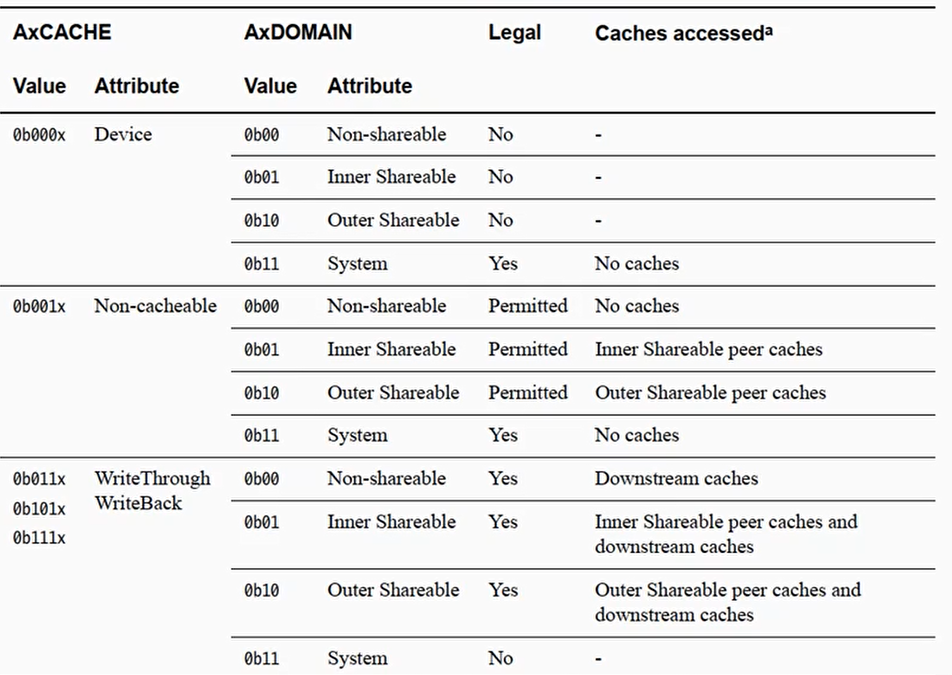 AxCACHE AxDOMAIN Legal Caches accessedᵃ
Value Attribute Value Attribute
0b000x Device 0b00 Non-shareable No -
0b01 Inner Shareable No -
0b10 Outer Shareable No -
0b11 System Yes No caches
0b001x Non-cacheable 0b00 Non-shareable Permitted No caches
0b01 Inner Shareable Permitted Inner Shareable peer caches
0b10 Outer Shareable Permitted Outer Shareable peer caches
0b11 System Yes No caches
0b011x WriteThrough 0b00 Non-shareable Yes Downstream caches
0b101x WriteBack 0b01 Inner Shareable Yes Inner Shareable peer caches and
0b111x downstream caches
0b10 Outer Shareable Yes Outer Shareable peer caches and
downstream caches
0b11 System No -